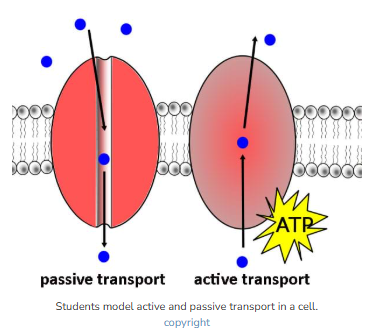 ATP
passive transport active transport
Students model active and passive transport in a cell.
copyright